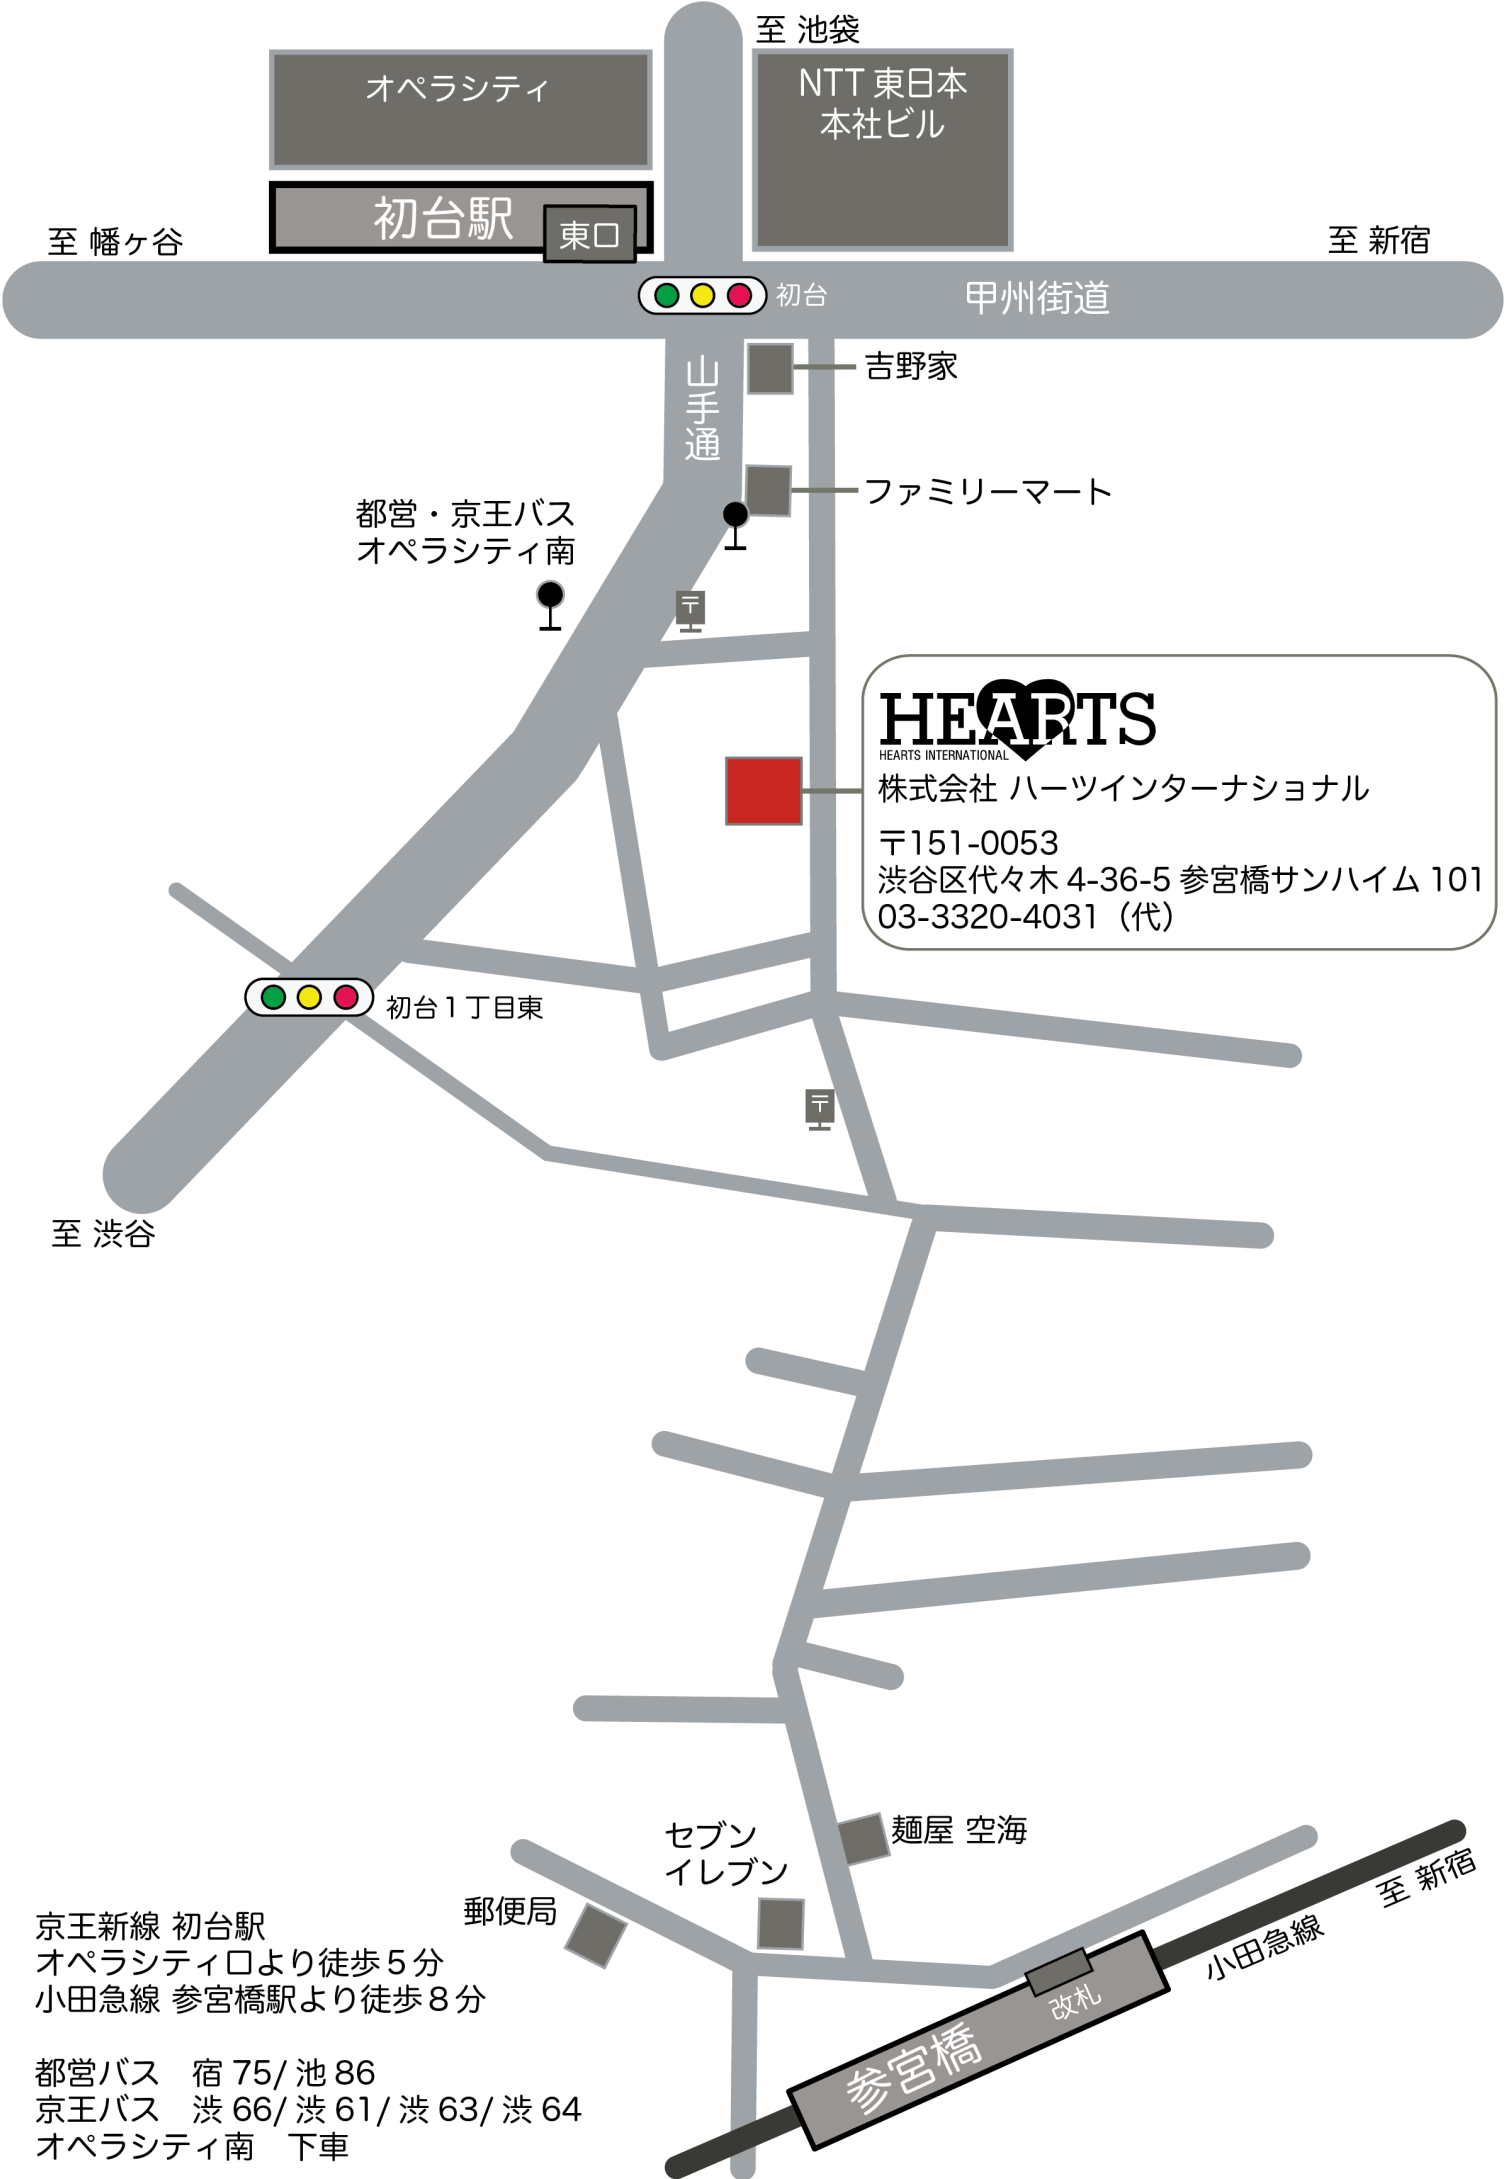 至 池袋
オペラシティ
NTT 東日本
本社ビル
初台駅
東口
至 幡ヶ谷
至 新宿
初台
甲州街道
山手通
吉野家
ファミリーマート
都営・京王バス
オペラシティ南
〒
HEARTS
HEARTS INTERNATIONAL
株式会社 ハーツインターナショナル
〒151-0053
渋谷区代々木 4-36-5 参宮橋サンハイム 101
03-3320-4031（代）
初台１丁目東
〒
至 渋谷
麺屋 空海
セブン
イレブン
郵便局
至 新宿
小田急線
改札
参宮橋
京王新線 初台駅
オペラシティ口より徒歩５分
小田急線 参宮橋駅より徒歩８分
都営バス　宿 75/ 池 86
京王バス　渋 66/ 渋 61/ 渋 63/ 渋 64
オペラシティ南　下車